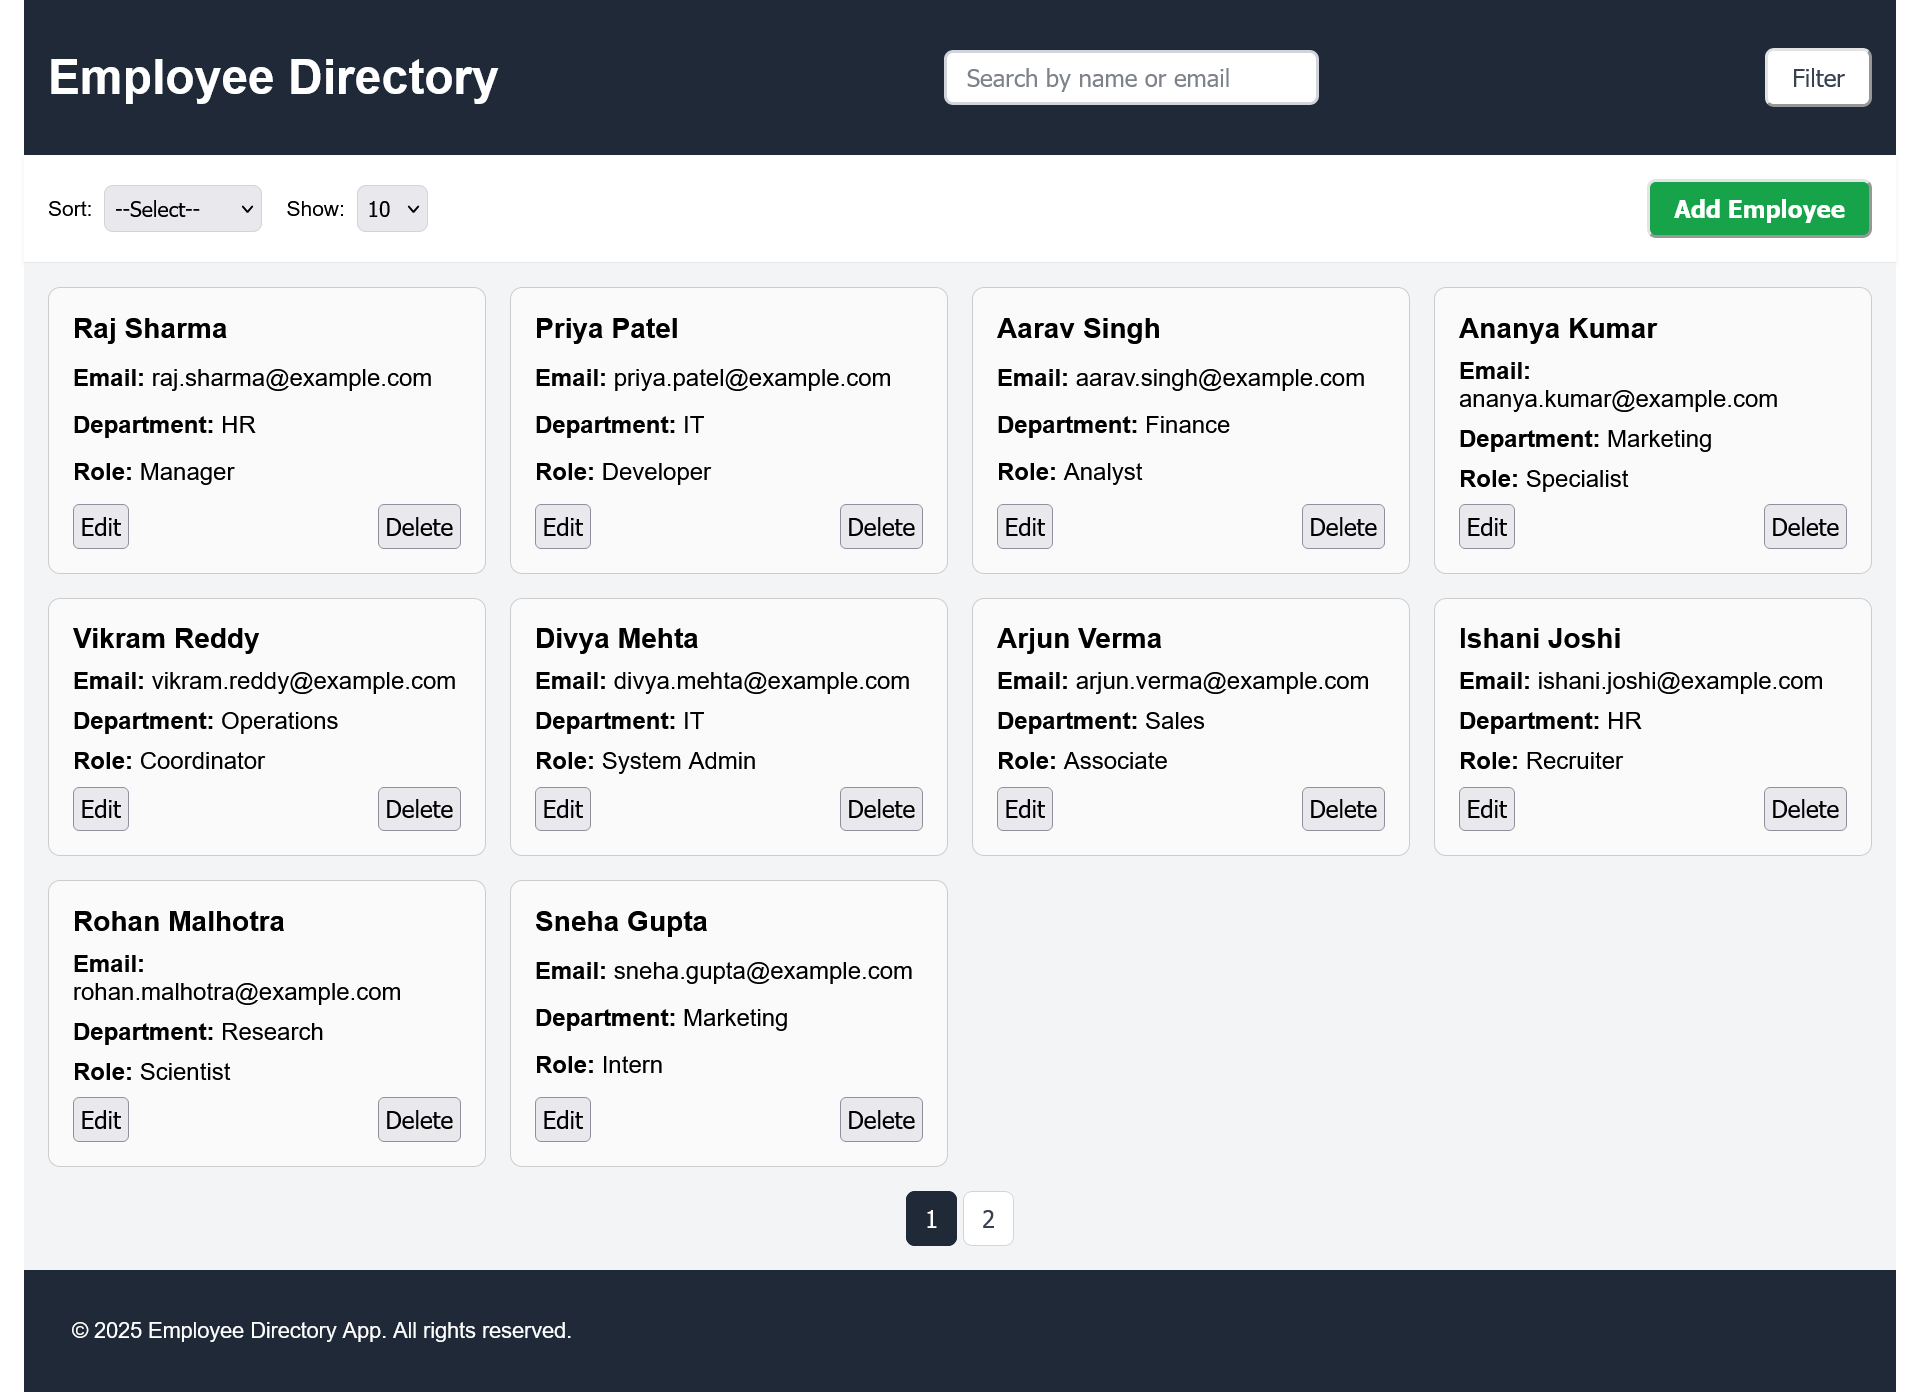 Employee Directory
Search by name or email
Filter
Sort: --Select-- Show: 10
Add Employee
Raj Sharma
Email: raj.sharma@example.com
Department: HR
Role: Manager
Edit Delete
Priya Patel
Email: priya.patel@example.com
Department: IT
Role: Developer
Edit Delete
Aarav Singh
Email: aarav.singh@example.com
Department: Finance
Role: Analyst
Edit Delete
Ananya Kumar
Email:
ananya.kumar@example.com
Department: Marketing
Role: Specialist
Edit Delete
Vikram Reddy
Email: vikram.reddy@example.com
Department: Operations
Role: Coordinator
Edit Delete
Divya Mehta
Email: divya.mehta@example.com
Department: IT
Role: System Admin
Edit Delete
Arjun Verma
Email: arjun.verma@example.com
Department: Sales
Role: Associate
Edit Delete
Ishani Joshi
Email: ishani.joshi@example.com
Department: HR
Role: Recruiter
Edit Delete
Rohan Malhotra
Email:
rohan.malhotra@example.com
Department: Research
Role: Scientist
Edit Delete
Sneha Gupta
Email: sneha.gupta@example.com
Department: Marketing
Role: Intern
Edit Delete
1 2
© 2025 Employee Directory App. All rights reserved.